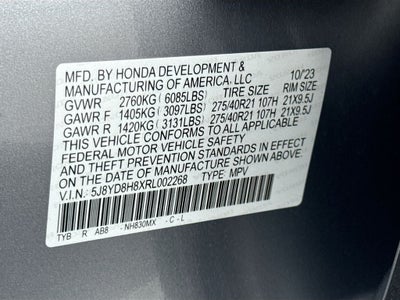 MFD. BY HONDA DEVELOPMENT & 10/23
MANUFACTURING OF AMERICA, LLC
GVWR 2760KG (6085LBS) TIRE SIZE RIM SIZE
GAWR F 1405KG (3097LBS) 275/40R21 107H 21X9.5J
GAWR R 1420KG (3131LBS) 275/40R21 107H 21X9.5J
THIS VEHICLE CONFORMS TO ALL APPLICABLE
FEDERAL MOTOR VEHICLE SAFETY, BUMPER,
AND THEFT PREVENTION STANDARDS IN EFFECT
ON THE DATE OF MANUFACTURE SHOWN ABOVE.
V.I.N.: 5J8YD8H8XRL002268 TYPE: MPV
TYB R AB8 -NH830MX -C-L